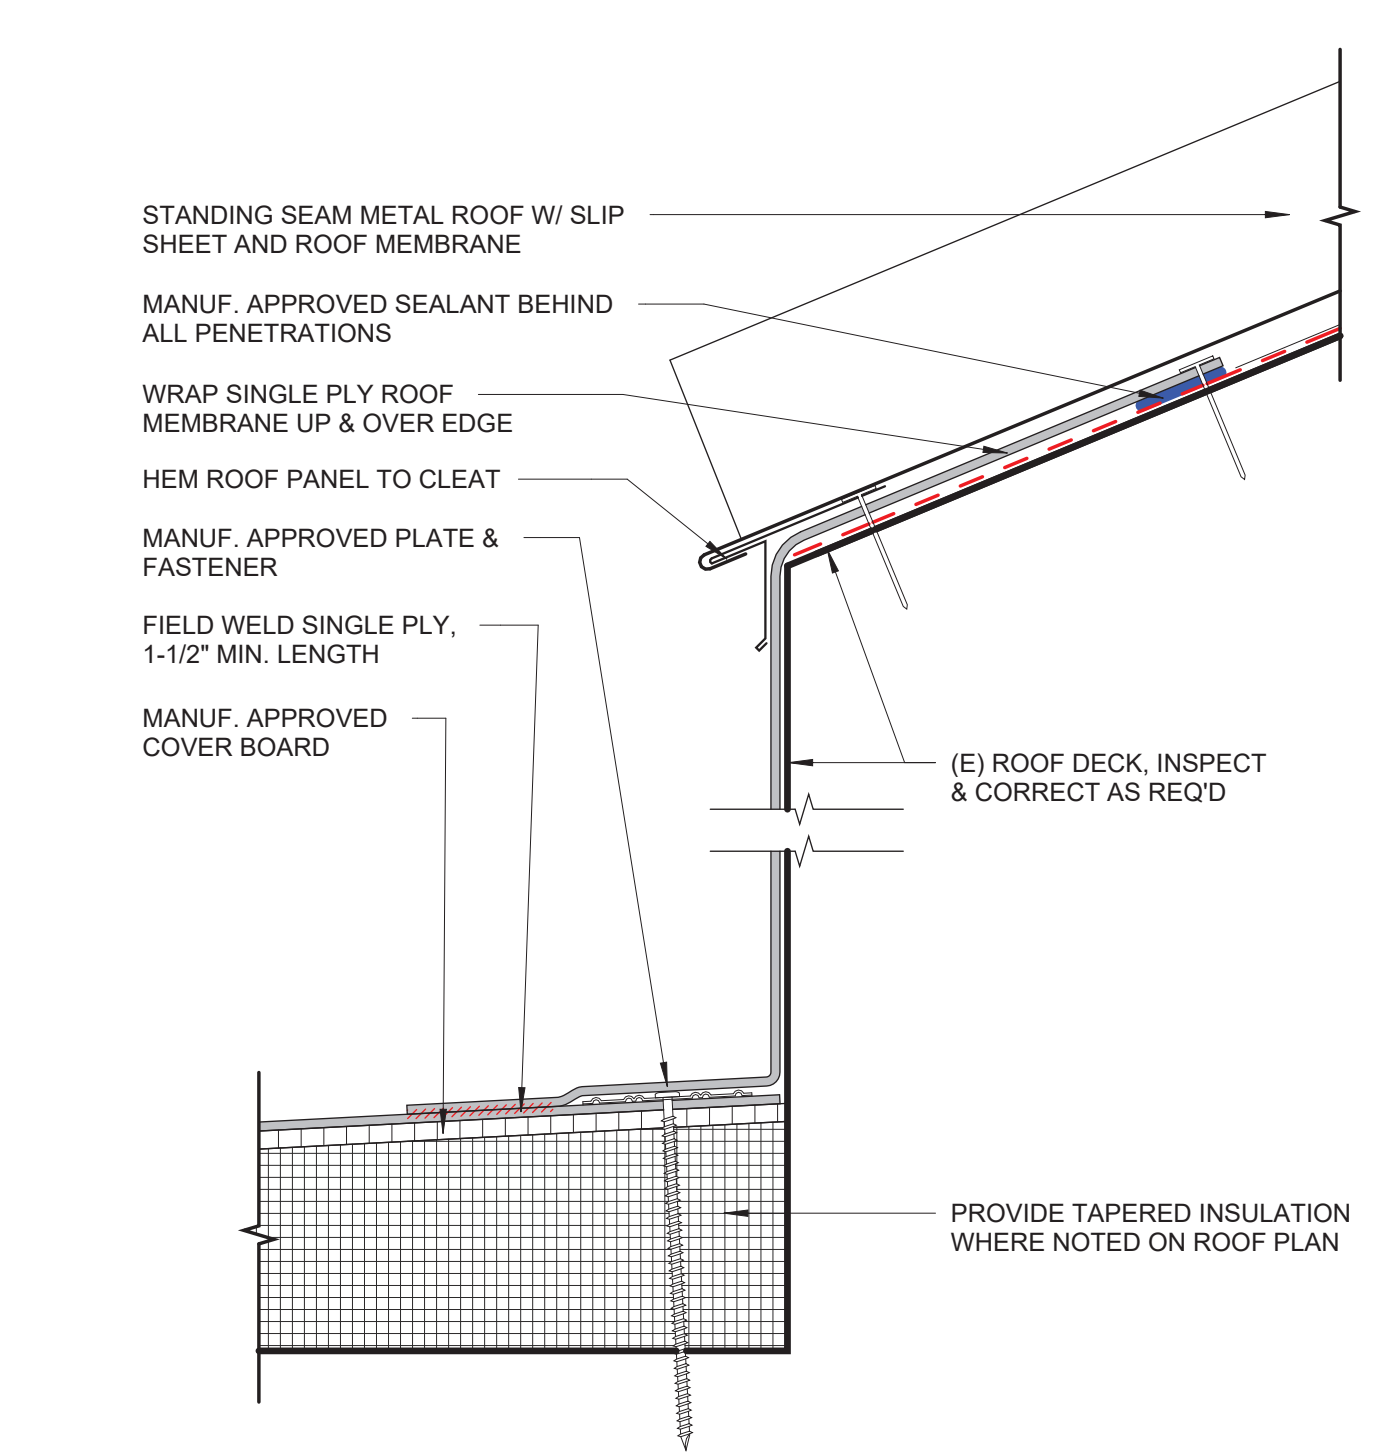 STANDING SEAM METAL ROOF W/ SLIP
SHEET AND ROOF MEMBRANE
MANUF. APPROVED SEALANT BEHIND
ALL PENETRATIONS
WRAP SINGLE PLY ROOF
MEMBRANE UP & OVER EDGE
HEM ROOF PANEL TO CLEAT
MANUF. APPROVED PLATE &
FASTENER
FIELD WELD SINGLE PLY,
1-1/2" MIN. LENGTH
MANUF. APPROVED
COVER BOARD
(E) ROOF DECK, INSPECT
& CORRECT AS REQ'D
PROVIDE TAPERED INSULATION
WHERE NOTED ON ROOF PLAN